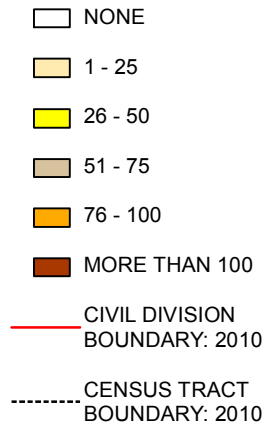 NONE
1 - 25
26 - 50
51 - 75
76 - 100
MORE THAN 100
CIVIL DIVISION
BOUNDARY: 2010
CENSUS TRACT
BOUNDARY: 2010